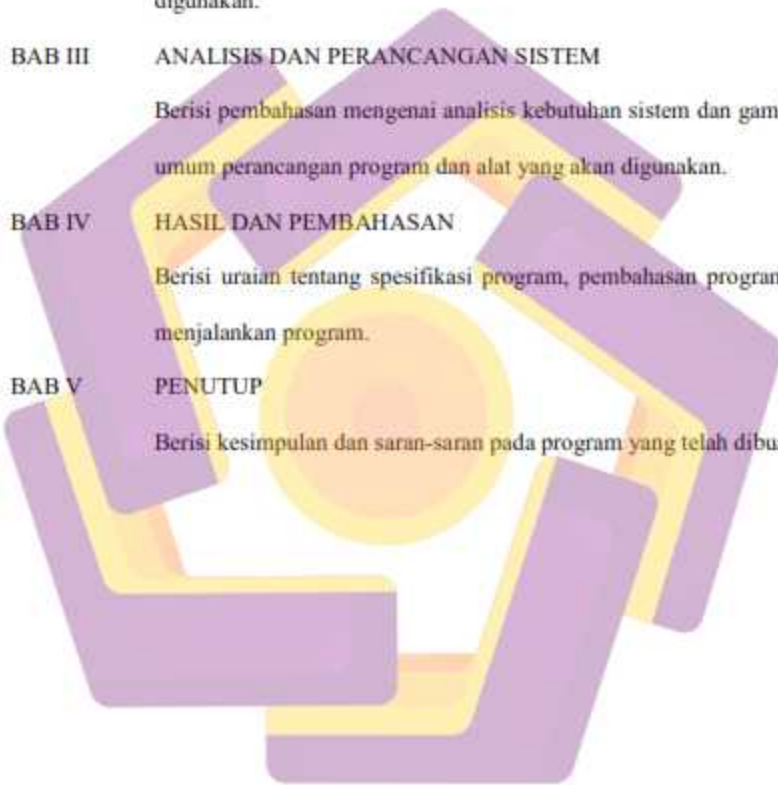 digunakan.
BAB III ANALISIS DAN PERANCANGAN SISTEM
Berisi pembahasan mengenai analisis kebutuhan sistem dan
umum perancangan program dan alat yang akan digunakan.
BAB IV HASIL DAN PEMBAHASAN
Berisi uraian tentang spesifikasi program, pembahasan
menjalankan program.
BAB V PENUTUP
Berisi kesimpulan dan saran-saran pada program yang telah